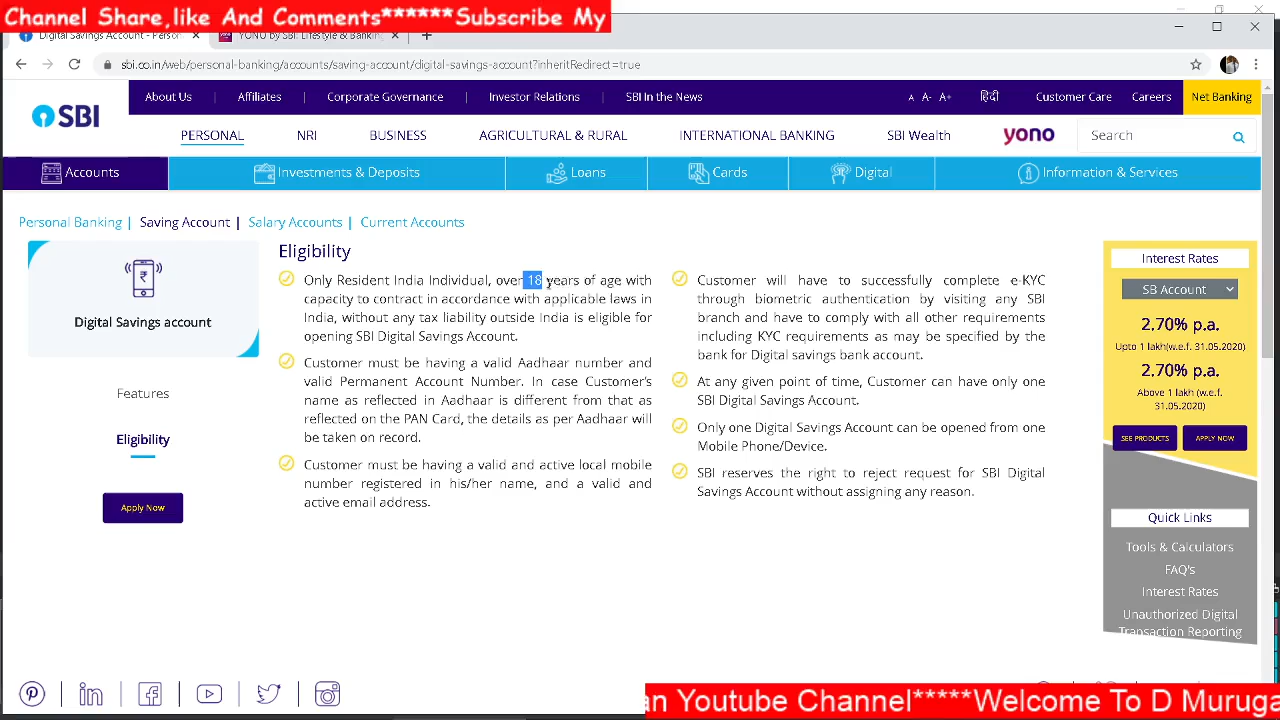 Channel Share,like And Comments******Subscribe My
Digital Savings Account - Person
YONO by SBI: Lifestyle & Banking
sbi.co.in/web/personal-banking/accounts/saving-account/digital-savings-account?inheritRedirect=true
SBI
About Us | Affiliates | Corporate Governance | Investor Relations | SBI In the News
A A- A+ हिंदी Customer Care Careers Net Banking
PERSONAL NRI BUSINESS AGRICULTURAL & RURAL INTERNATIONAL BANKING SBI Wealth yono Search
Accounts Investments & Deposits Loans Cards Digital Information & Services
Personal Banking | Saving Account | Salary Accounts | Current Accounts
Digital Savings account
Features
Eligibility
Apply Now
Eligibility
Only Resident India Individual, over 18 years of age with
capacity to contract in accordance with applicable laws in
India, without any tax liability outside India is eligible for
opening SBI Digital Savings Account.
Customer must be having a valid Aadhaar number and
valid Permanent Account Number. In case Customer's
name as reflected in Aadhar is different from that as
reflected on the PAN Card, the details as per Aadhaar will
be taken on record.
Customer must be having a valid and active local mobile
number registered in his/her name, and a valid and
active email address.
Customer will have to successfully complete e-KYC
through biometric authentication by visiting any SBI
branch and have to comply with all other requirements
including KYC requirements as may be specified by the
bank for Digital savings bank account.
At any given point of time, Customer can have only one
SBI Digital Savings Account.
Only one Digital Savings Account can be opened from one
Mobile Phone/Device.
SBI reserves the right to reject request for SBI Digital
Savings Account without assigning any reason.
Interest Rates
SB Account
2.70% p.a.
Upto 1 lakh(w.e.f. 31.05.2020)
2.70% p.a.
Above 1 lakh (w.e.f.
31.05.2020)
SEE PRODUCTS APPLY NOW
Quick Links
Tools & Calculators
FAQ's
Interest Rates
Unauthorized Digital
Transaction Reporting
an Youtube Channel*****Welcome To D Muruga